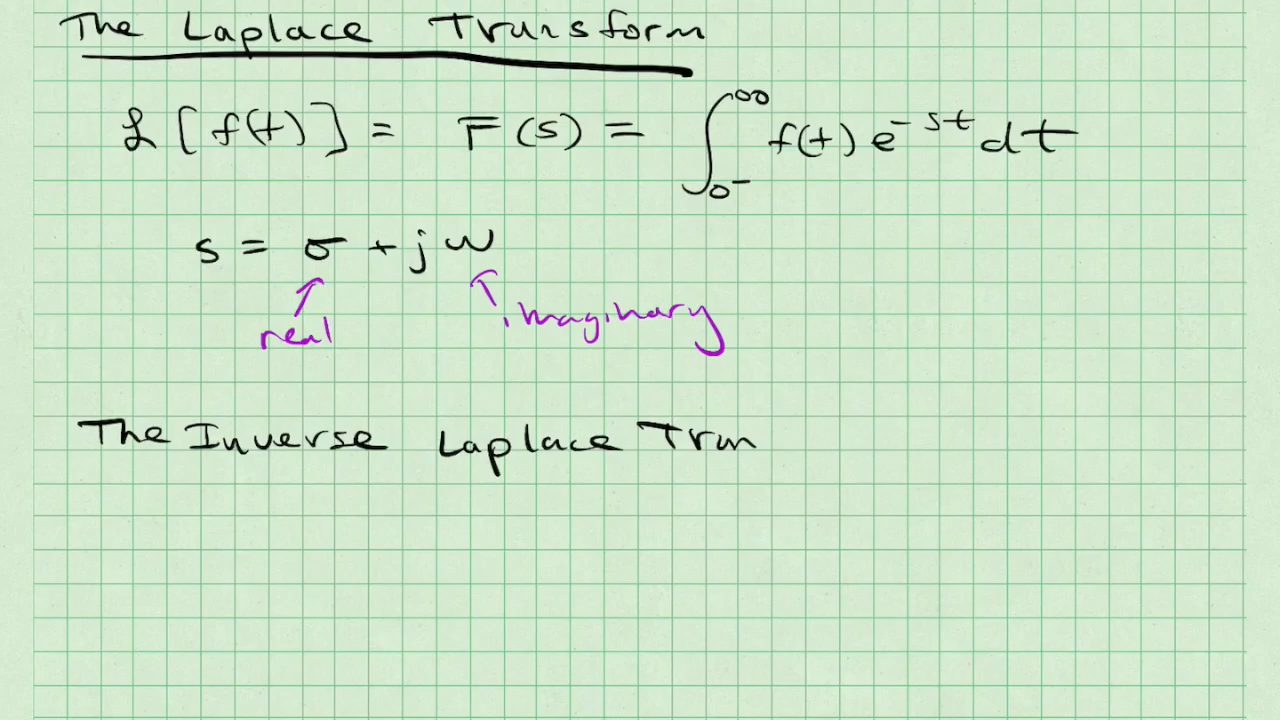 The Laplace Transform
ℒ[f(t)] = F(s) = ∫₀₋^∞ f(t) e^{-st} dt
s = σ + jω
real imaginary
The Inverse Laplace Tran